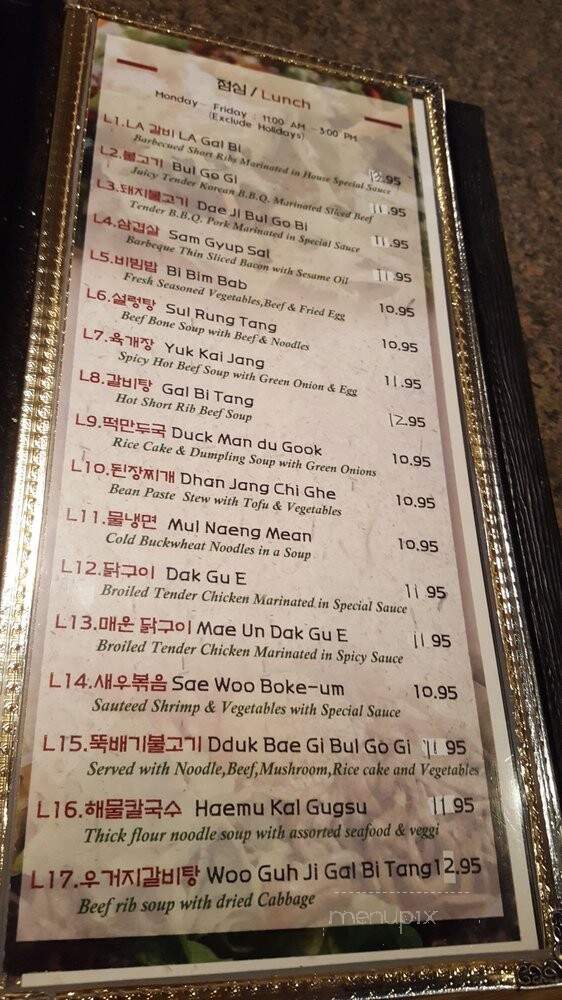 점심 / Lunch
Monday - Friday : 11:00 AM - 3:00 PM
(Exclude Holidays)
L1.LA 갈비 LA Gal Bi
Barbecued Short Ribs Marinated in House Special Sauce
L2.불고기 Bul Go Gi 11.95
Juicy Tender Korean B.B.Q. Marinated Sliced Beef
L3.돼지불고기 Dae Ji Bul Go Bi 11.95
Tender B.B.Q. Pork Marinated in Special Sauce
L4.삼겹살 Sam Gyup Sal 11.95
Barbeque Thin Sliced Bacon with Sesame Oil
L5.비빔밥 Bi Bim Bab 10.95
Fresh Seasoned Vegetables,Beef & Fried Egg
L6.설렁탕 Sul Rung Tang 10.95
Beef Bone Soup with Beef & Noodles
L7.육개장 Yuk Kai Jang 11.95
Spicy Hot Beef Soup with Green Onion & Egg
L8.갈비탕 Gal Bi Tang 12.95
Hot Short Rib Beef Soup
L9.떡만두국 Duck Man du Gook 10.95
Rice Cake & Dumpling Soup with Green Onions
L10.된장찌개 Dhan Jang Chi Ghe 10.95
Bean Paste Stew with Tofu & Vegetables
L11.물냉면 Mul Naeng Mean 10.95
Cold Buckwheat Noodles in a Soup
L12.닭구이 Dak Gu E 11 95
Broiled Tender Chicken Marinated in Special Sauce
L13.매운 닭구이 Mae Un Dak Gu E 11 95
Broiled Tender Chicken Marinated in Spicy Sauce
L14.새우볶음 Sae Woo Boke-um 10.95
Sauteed Shrimp & Vegetables with Special Sauce
L15.뚝배기불고기 Dduk Bae Gi Bul Go Gi 11 95
Served with Noodle,Beef,Mushroom,Rice cake and Vegetables
L16.해물칼국수 Haemu Kal Gugsu 11.95
Thick flour noodle soup with assorted seafood & veggi
L17.우거지갈비탕 Woo Guh Ji Gal Bi Tang 12.95
Beef rib soup with dried Cabbage
menupix